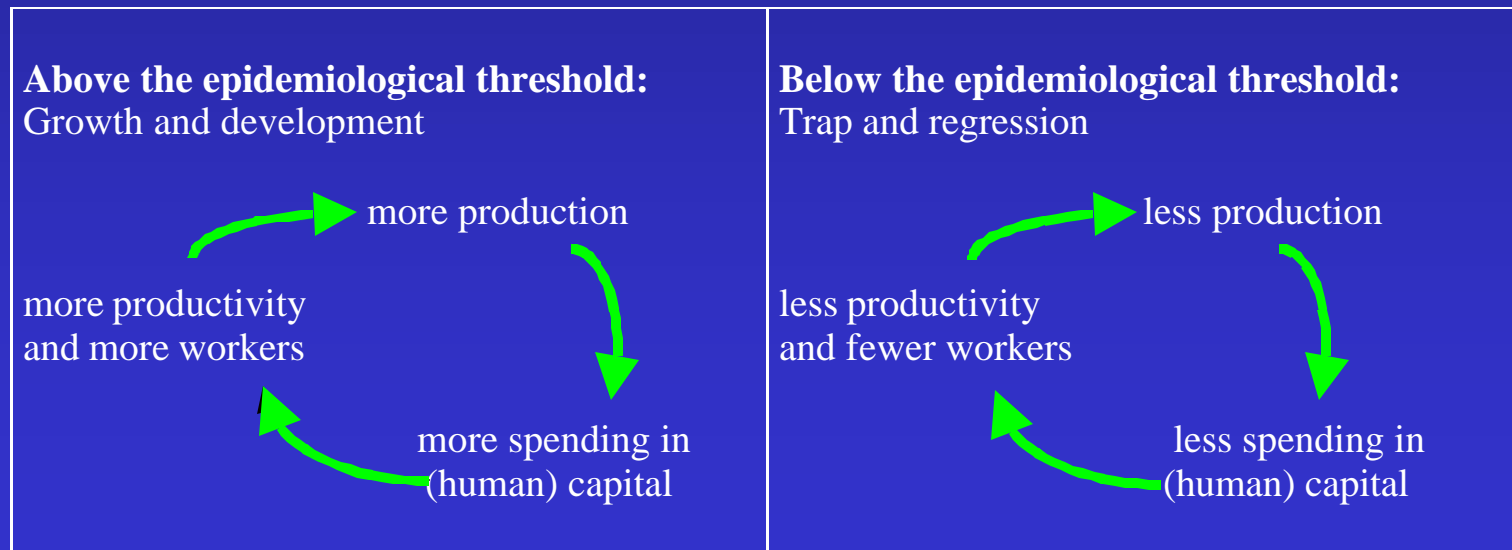 Above the epidemiological threshold:
Growth and development
more production
more productivity
and more workers
more spending in
(human) capital
Below the epidemiological threshold:
Trap and regression
less production
less productivity
and fewer workers
less spending in
(human) capital